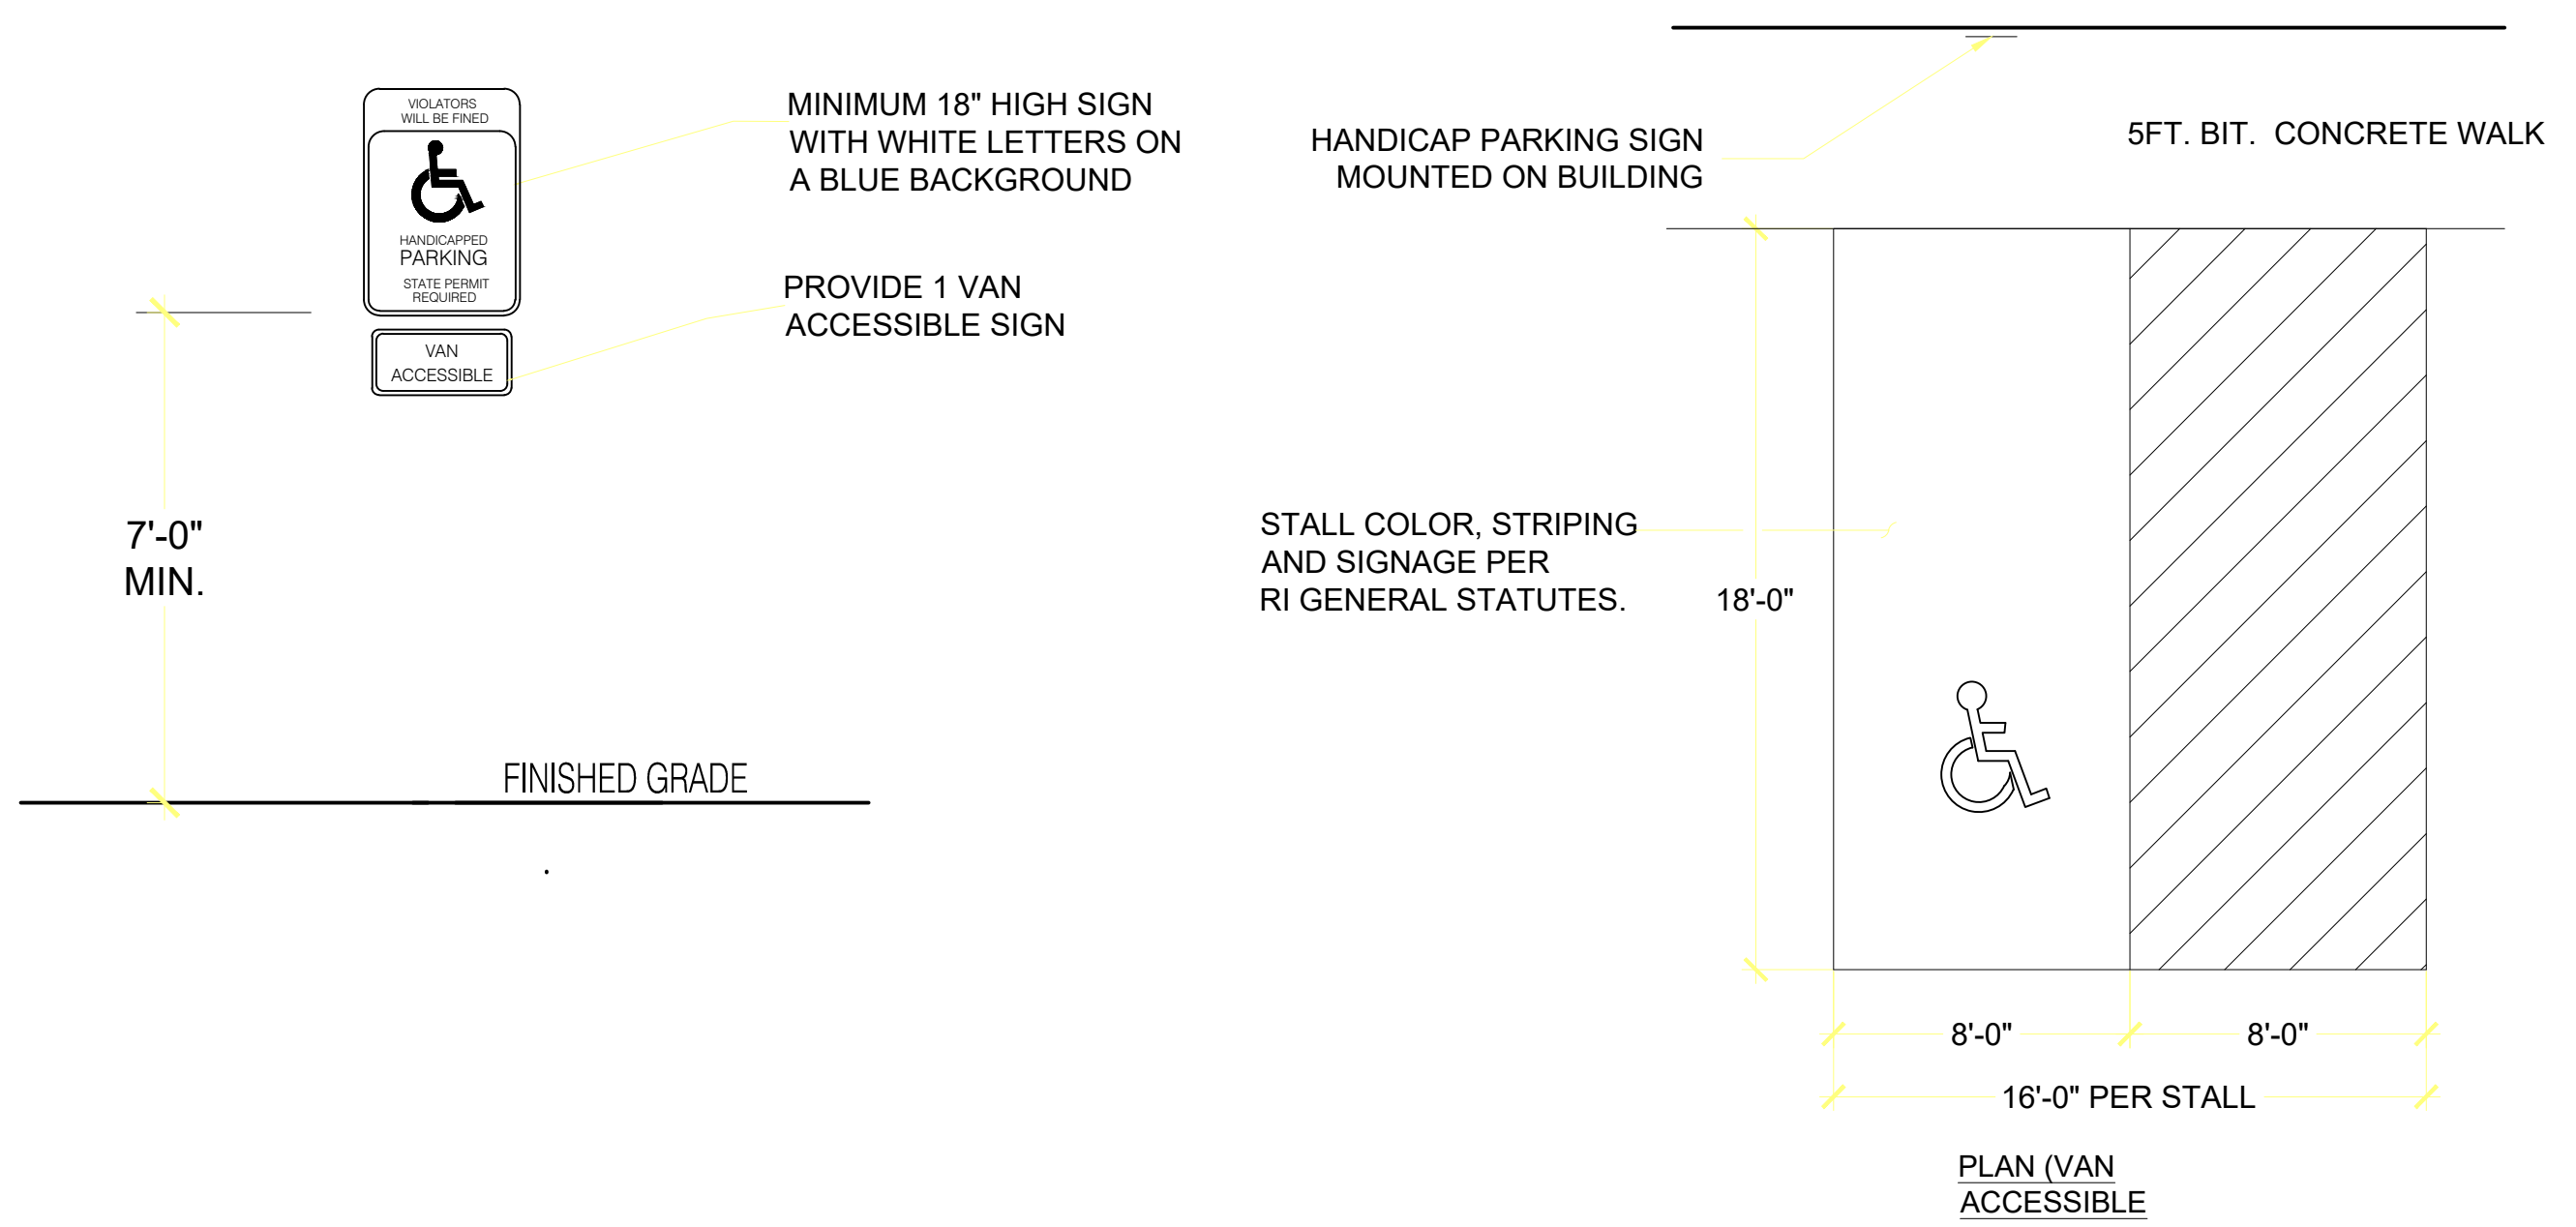 VIOLATORS
WILL BE FINED
HANDICAPPED
PARKING
STATE PERMIT
REQUIRED
VAN
ACCESSIBLE
MINIMUM 18" HIGH SIGN
WITH WHITE LETTERS ON
A BLUE BACKGROUND
PROVIDE 1 VAN
ACCESSIBLE SIGN
7'-0"
MIN.
FINISHED GRADE
HANDICAP PARKING SIGN
MOUNTED ON BUILDING
5FT. BIT. CONCRETE WALK
STALL COLOR, STRIPING
AND SIGNAGE PER
RI GENERAL STATUTES.
18'-0"
8'-0"
8'-0"
16'-0" PER STALL
PLAN (VAN
ACCESSIBLE